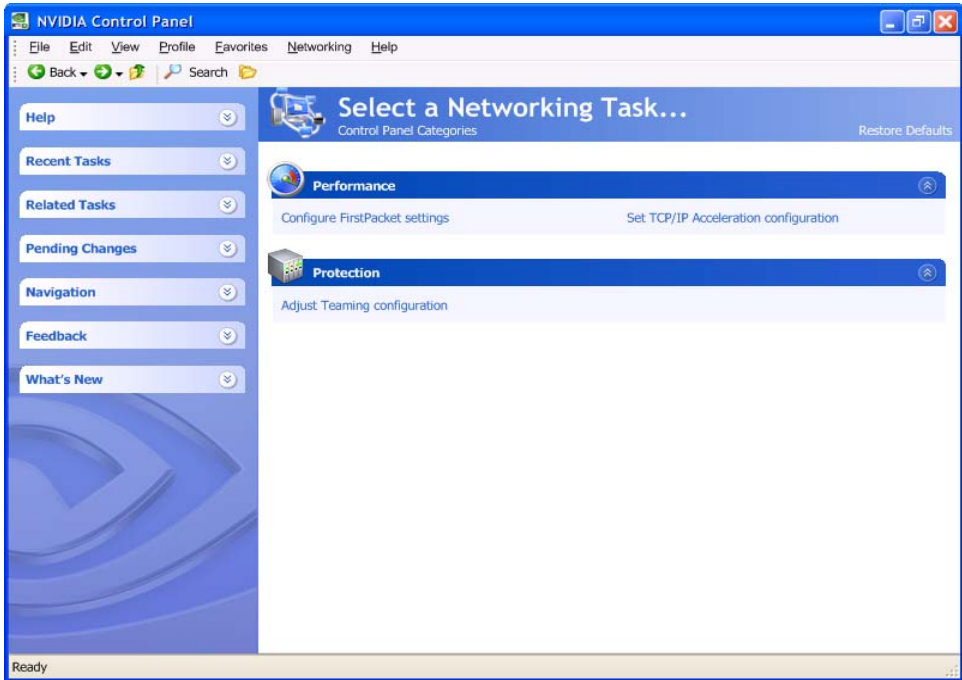 NVIDIA Control Panel
File Edit View Profile Favorites Networking Help
Back Search
Help
Recent Tasks
Related Tasks
Pending Changes
Navigation
Feedback
What's New
Select a Networking Task...
Control Panel Categories
Restore Defaults
Performance
Configure FirstPacket settings Set TCP/IP Acceleration configuration
Protection
Adjust Teaming configuration
Ready